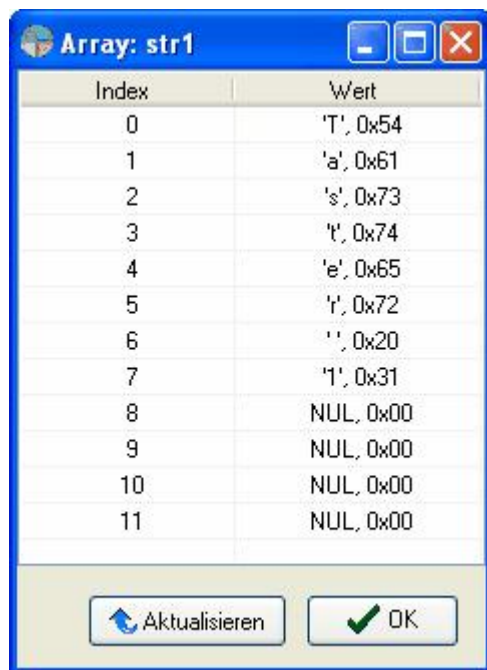 Array: str1
Index Wert
0 'T', 0x54
1 'a', 0x61
2 's', 0x73
3 't', 0x74
4 'e', 0x65
5 'r', 0x72
6 ' ', 0x20
7 '1', 0x31
8 NUL, 0x00
9 NUL, 0x00
10 NUL, 0x00
11 NUL, 0x00
Aktualisieren OK